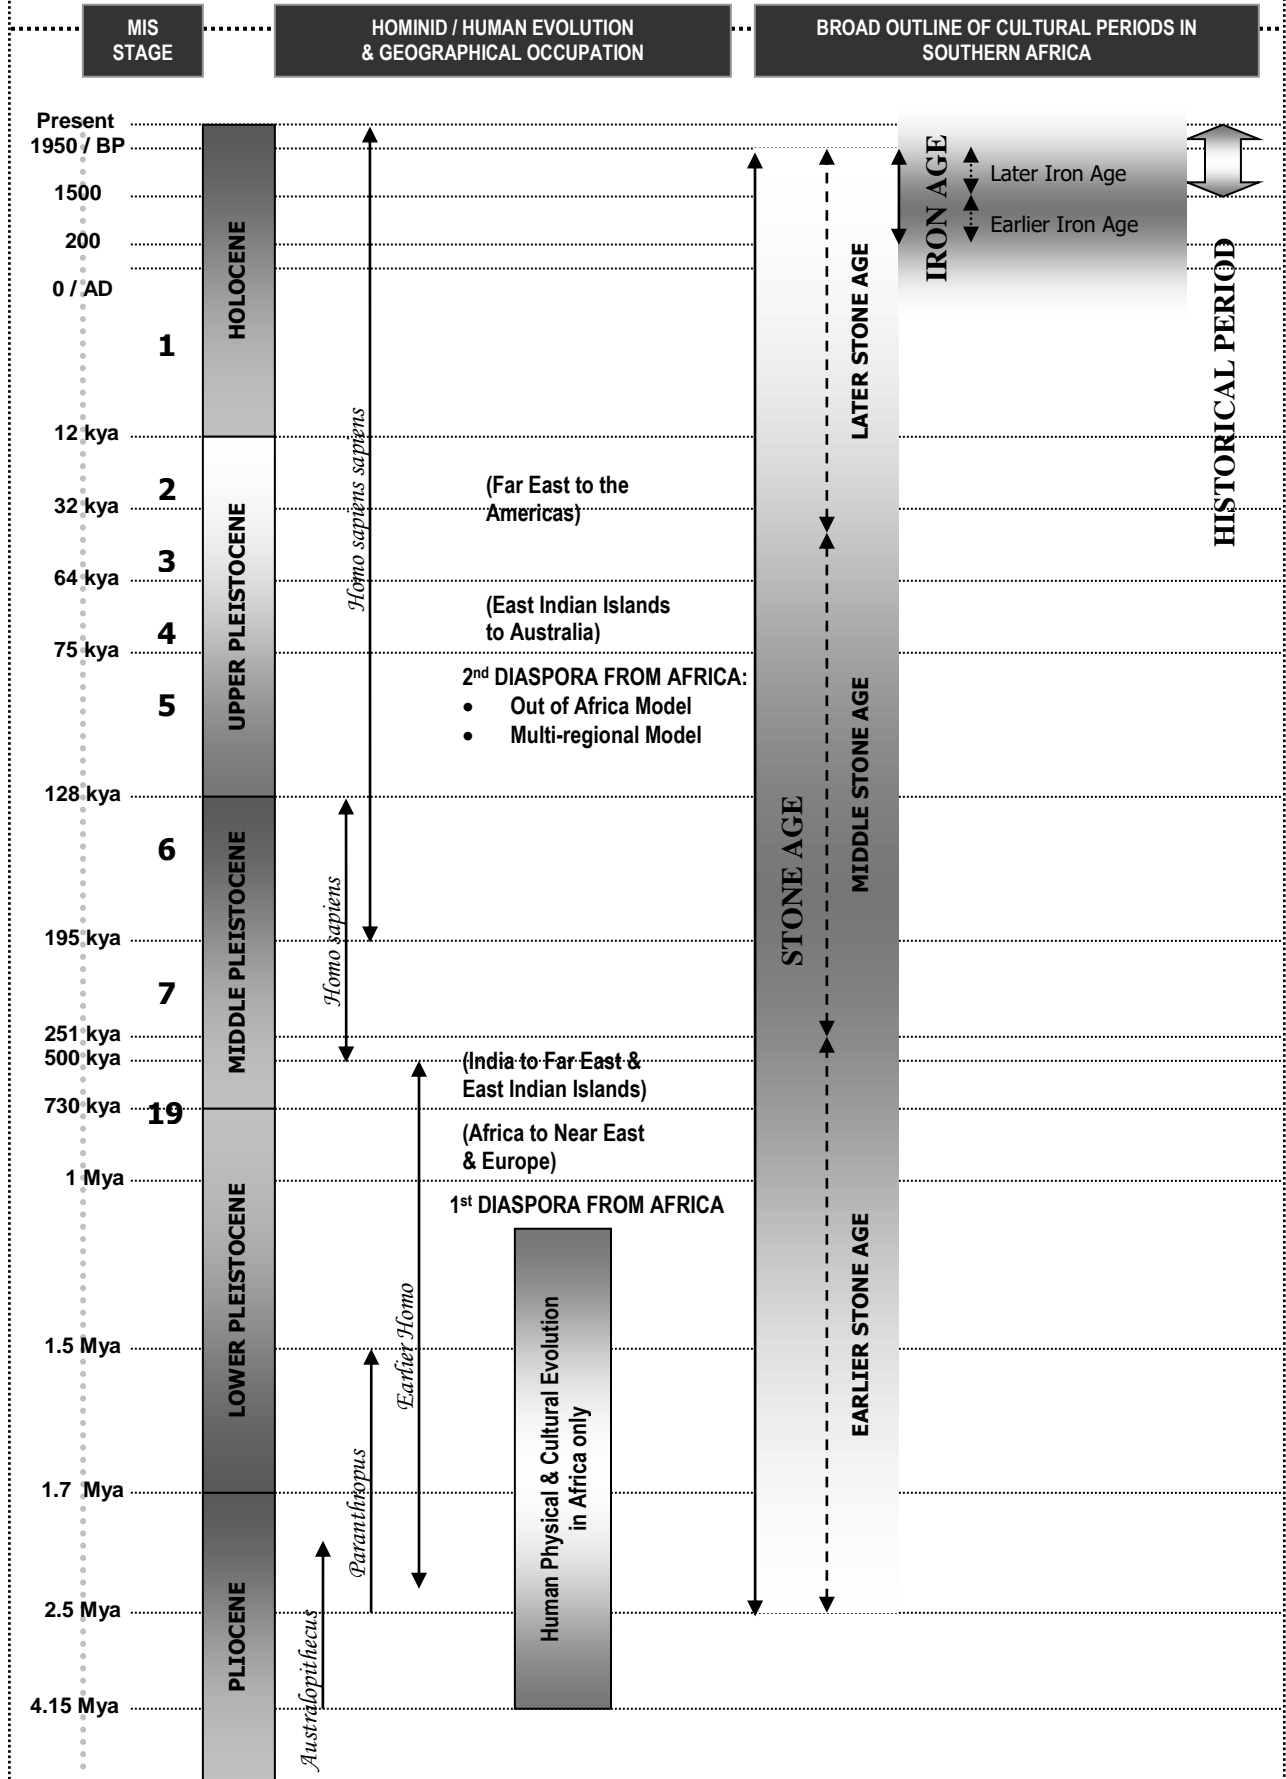 MIS
STAGE
HOMINID / HUMAN EVOLUTION
& GEOGRAPHICAL OCCUPATION
BROAD OUTLINE OF CULTURAL PERIODS IN
SOUTHERN AFRICA
Present
1950 / BP
1500
200
0 / AD
12 kya
32 kya
64 kya
75 kya
128 kya
195 kya
251 kya
500 kya
730 kya
1 Mya
1.5 Mya
1.7 Mya
2.5 Mya
4.15 Mya
1
2
3
4
5
6
7
19
HOLOCENE
UPPER PLEISTOCENE
MIDDLE PLEISTOCENE
LOWER PLEISTOCENE
PLIOCENE
Homo sapiens sapiens
Homo sapiens
Earlier Homo
Paranthropus
Australopithecus
(Far East to the
Americas)
(East Indian Islands
to Australia)
2nd DIASPORA FROM AFRICA:
• Out of Africa Model
• Multi-regional Model
(India to Far East &
East Indian Islands)
(Africa to Near East
& Europe)
1st DIASPORA FROM AFRICA
Human Physical & Cultural Evolution
in Africa only
STONE AGE
LATER STONE AGE
MIDDLE STONE AGE
EARLIER STONE AGE
IRON AGE
Later Iron Age
Earlier Iron Age
HISTORICAL PERIOD